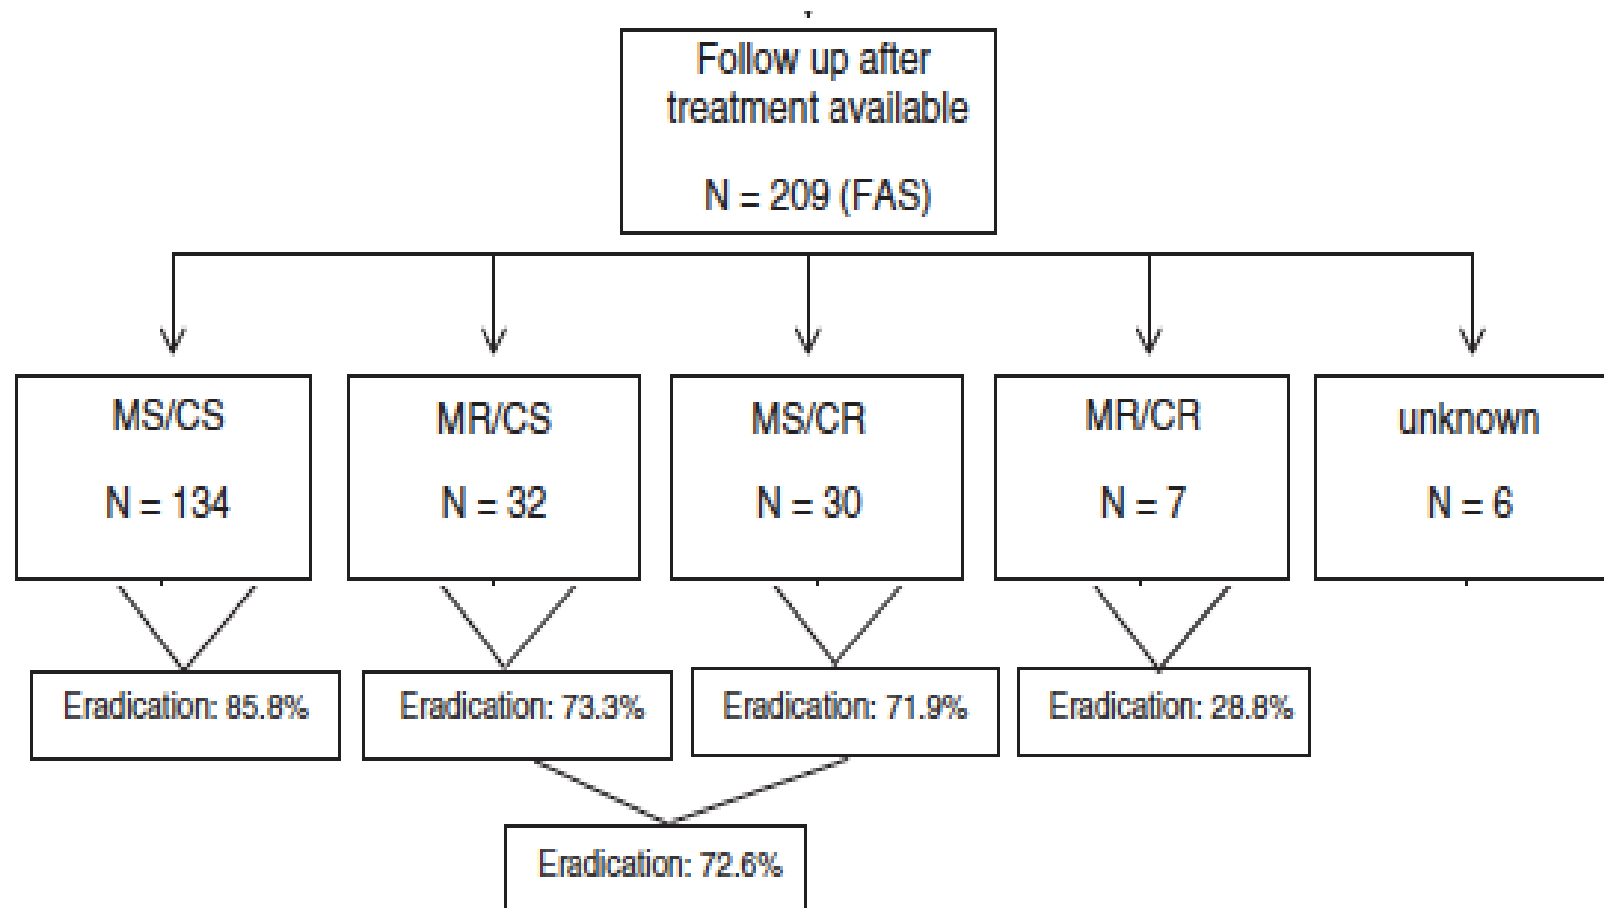 Follow up after
treatment available
N = 209 (FAS)
MS/CS
N = 134
MR/CS
N = 32
MS/CR
N = 30
MR/CR
N = 7
unknown
N = 6
Eradication: 85.8%
Eradication: 73.3%
Eradication: 71.9%
Eradication: 28.8%
Eradication: 72.6%